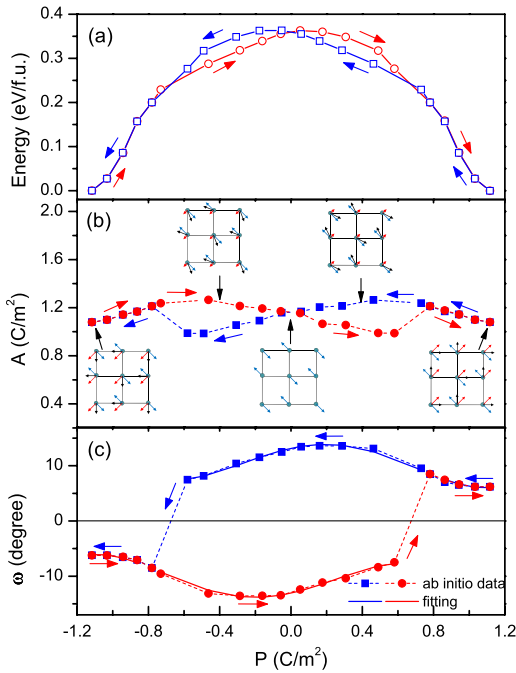 (a)
Energy (eV/f.u.)
0.4
0.3
0.2
0.1
0.0
(b)
A (C/m²)
2.0
1.6
1.2
0.8
0.4
(c)
ω (degree)
10
0
-10
ab initio data
fitting
-1.2 -0.8 -0.4 0.0 0.4 0.8 1.2
P (C/m²)